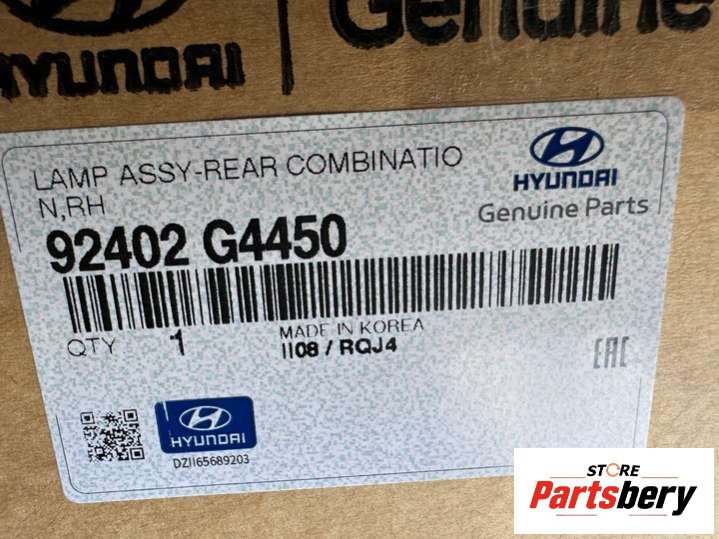 HYUNDAI
Genuine
LAMP ASSY-REAR COMBINATIO
N,RH
92402 G4450
HYUNDAI
Genuine Parts
QTY 1
MADE IN KOREA
II08 / RQJ4
EAC
HYUNDAI
DZII65689203
STORE
Partsbery